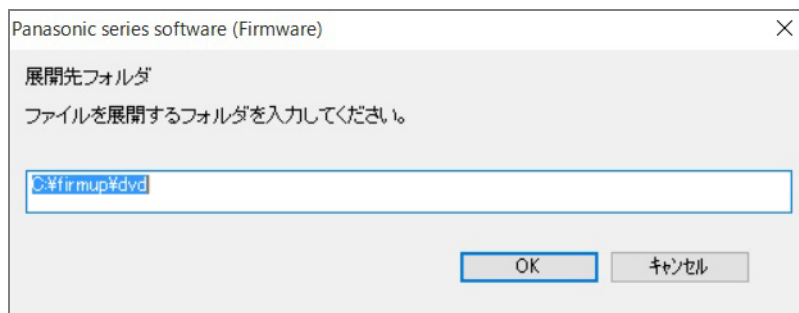 Panasonic series software (Firmware)
展開先フォルダ
ファイルを展開するフォルダを入力してください。
C:¥firmup¥dvd
OK
キャンセル